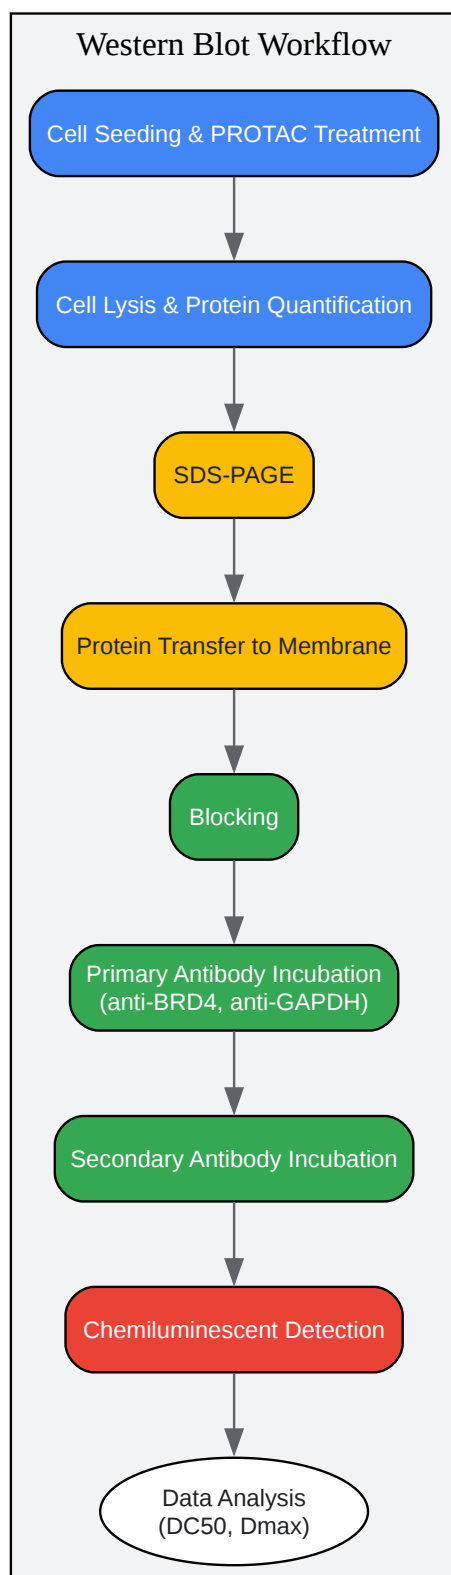 Western Blot Workflow
Cell Seeding & PROTAC Treatment
Cell Lysis & Protein Quantification
SDS-PAGE
Protein Transfer to Membrane
Blocking
Primary Antibody Incubation
(anti-BRD4, anti-GAPDH)
Secondary Antibody Incubation
Chemiluminescent Detection
Data Analysis
(DC50, Dmax)